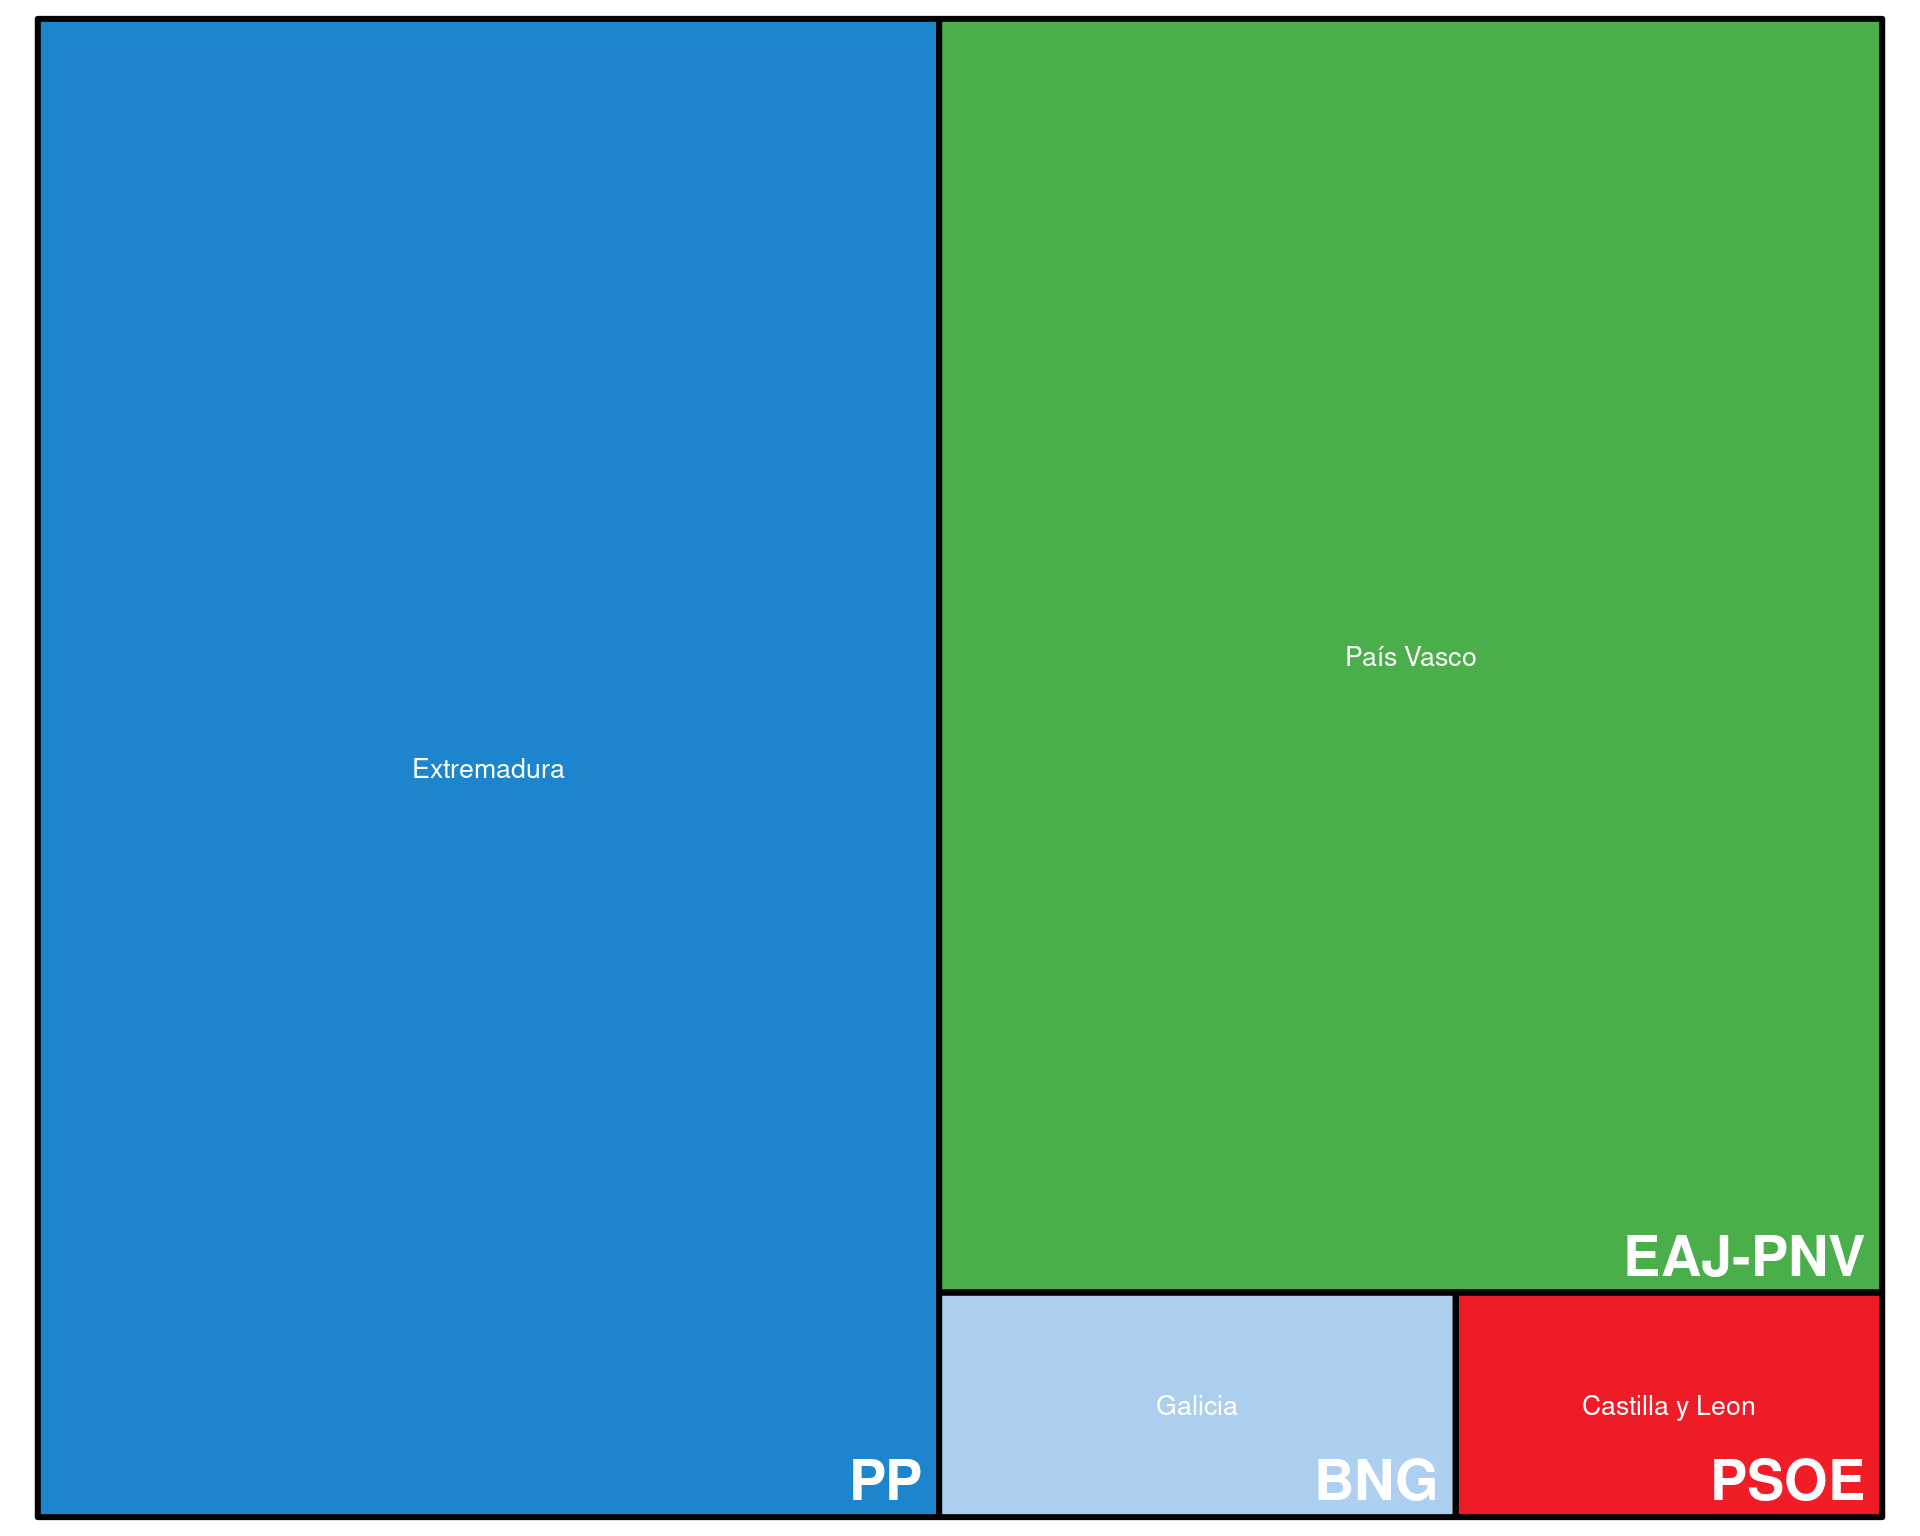 Extremadura
PP
País Vasco
EAJ-PNV
Galicia
BNG
Castilla y Leon
PSOE